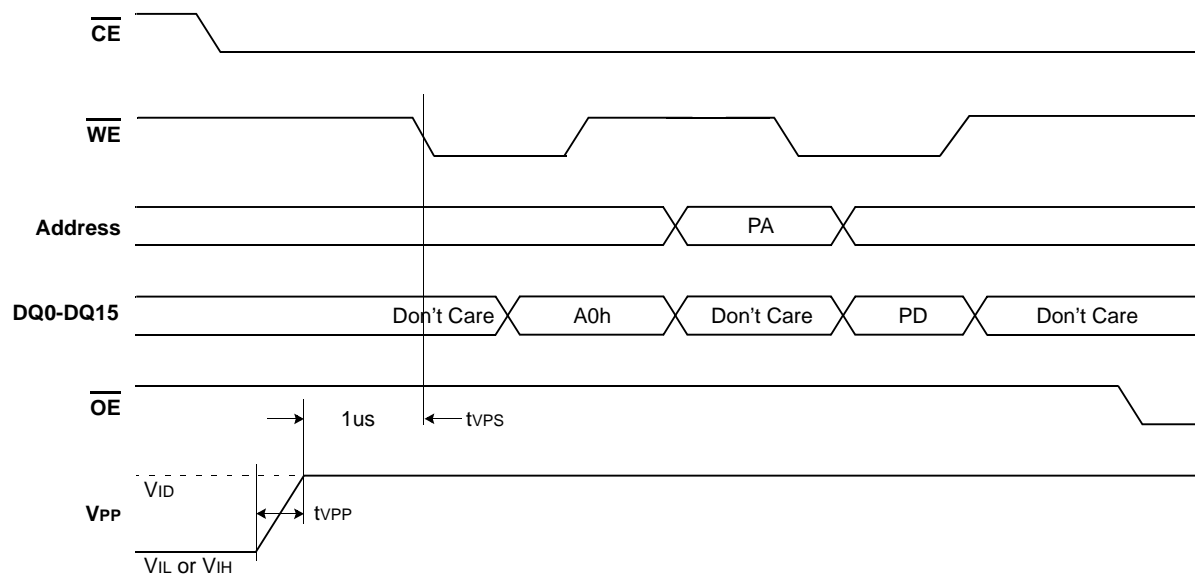 CE
WE
Address
PA
DQ0-DQ15
Don't Care
A0h
Don't Care
PD
Don't Care
OE
1us
tVPS
VID
VPP
tVPP
VIL or VIH